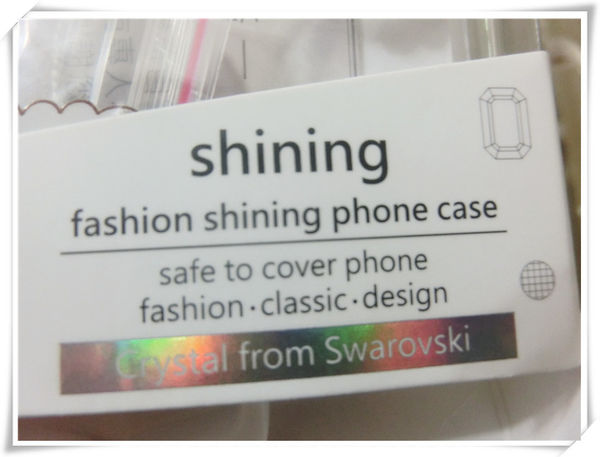 shining
fashion shining phone case
safe to cover phone
fashion·classic·design
Crystal from Swarovski